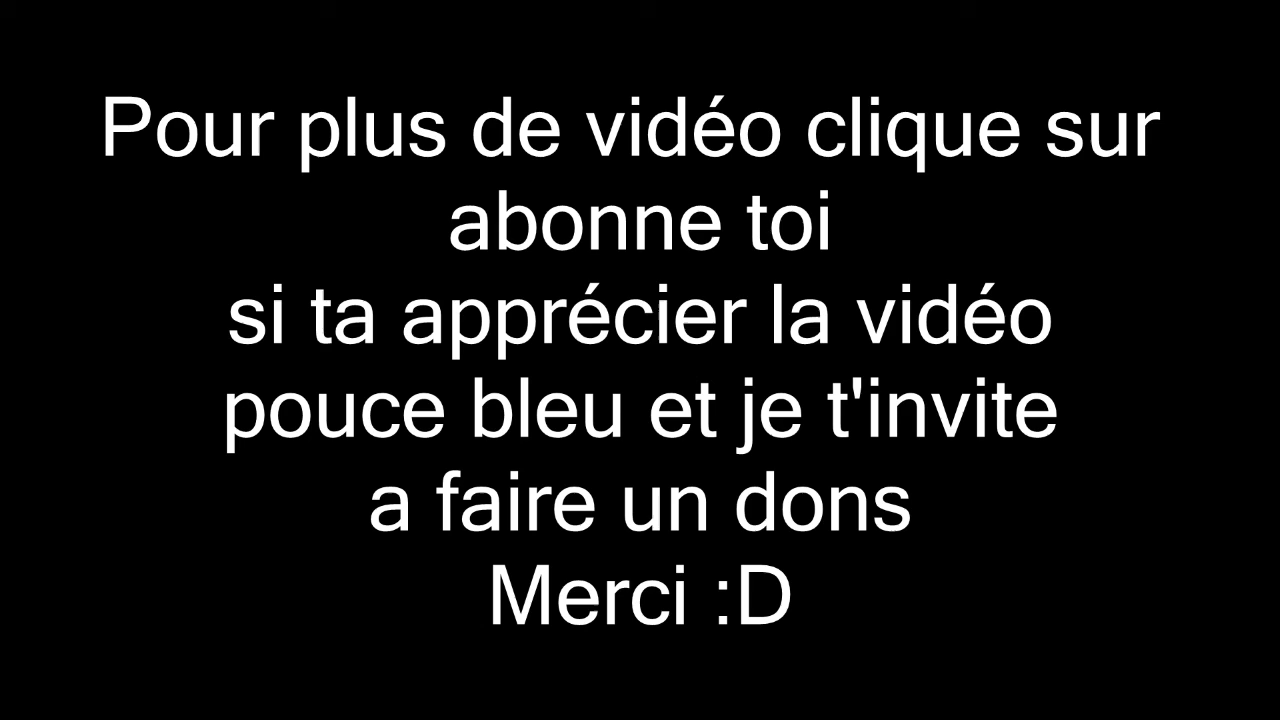 Pour plus de vidéo clique sur
abonne toi
si ta apprécier la vidéo
pouce bleu et je t'invite
a faire un dons
Merci :D